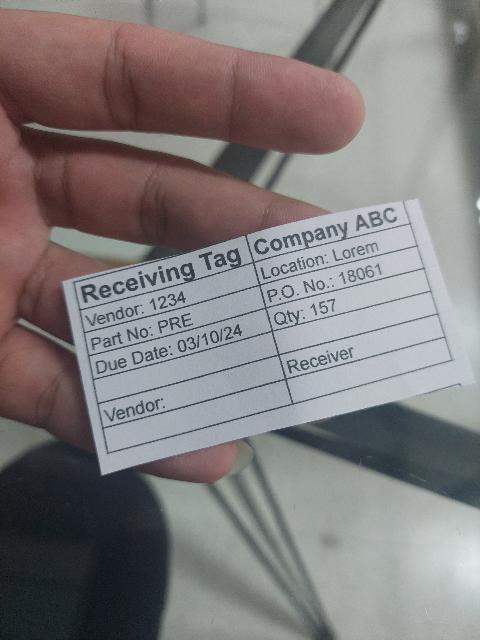 Receiving Tag Company ABC
Vendor: 1234 Location: Lorem
Part No: PRE P.O. No.: 18061
Due Date: 03/10/24 Qty: 157
Vendor: Receiver